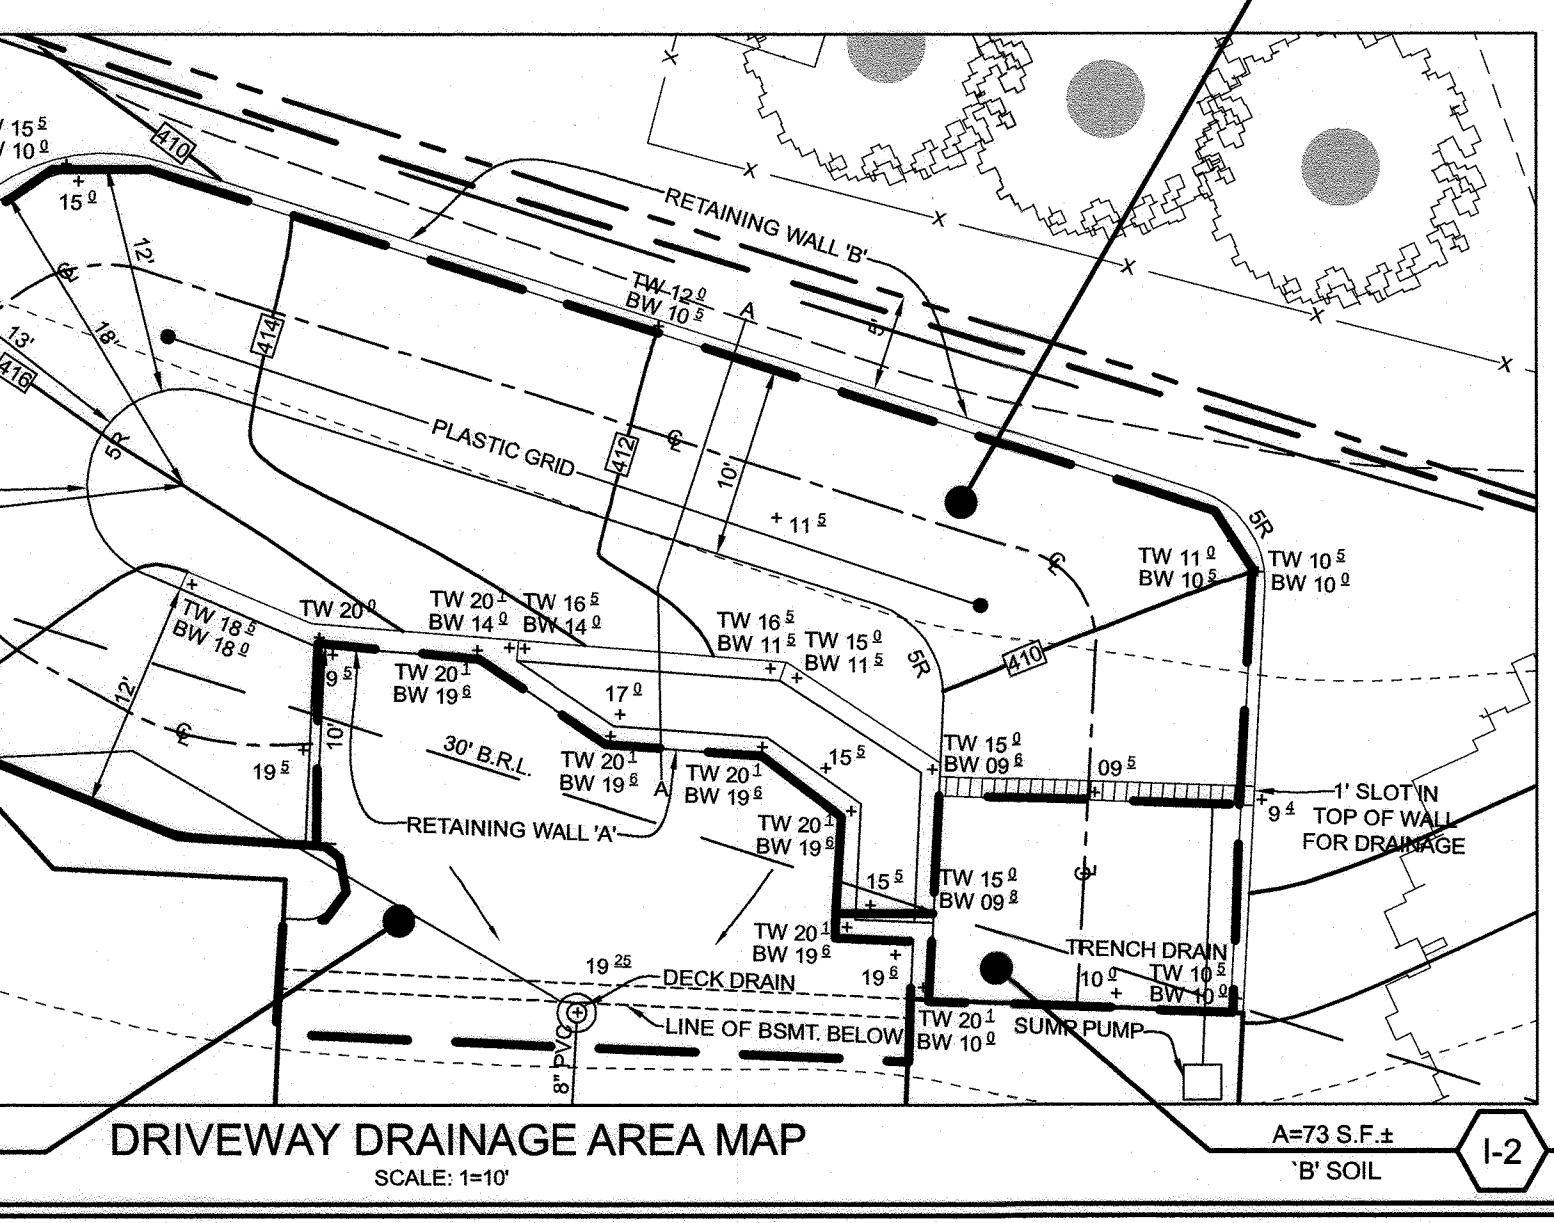 15 5
10 0
410
15 0
12'
℄
18'
13'
416
414
5R
RETAINING WALL 'B'
TW 12 0
BW 10 5
A
5'
PLASTIC GRID
412
℄
10'
+ 11 5
℄
5R
TW 11 0
BW 10 5
TW 10 5
BW 10 0
410
5R
TW 18 5
BW 18 0
TW 20 0
TW 20 1
BW 14 0
TW 16 5
BW 14 0
TW 16 5
BW 11 5
TW 15 0
BW 11 5
9 5
TW 20 1
BW 19 6
17 0
12'
℄
10'
30' B.R.L.
19 5
TW 20 1
BW 19 6
A
TW 20 1
BW 19 6
15 5
TW 15 0
BW 09 6
09 5
9 4
1' SLOT IN
TOP OF WALL
FOR DRAINAGE
RETAINING WALL 'A'
TW 20 1
BW 19 6
15 5
TW 15 0
BW 09 8
℄
TW 20 1
BW 19 6
19 6
TRENCH DRAIN
10 0
TW 10 5
BW 10 0
19 25
DECK DRAIN
LINE OF BSMT. BELOW
TW 20 1
BW 10 0
SUMP PUMP
8" PVC
DRIVEWAY DRAINAGE AREA MAP
SCALE: 1=10'
A=73 S.F.±
`B' SOIL
I-2